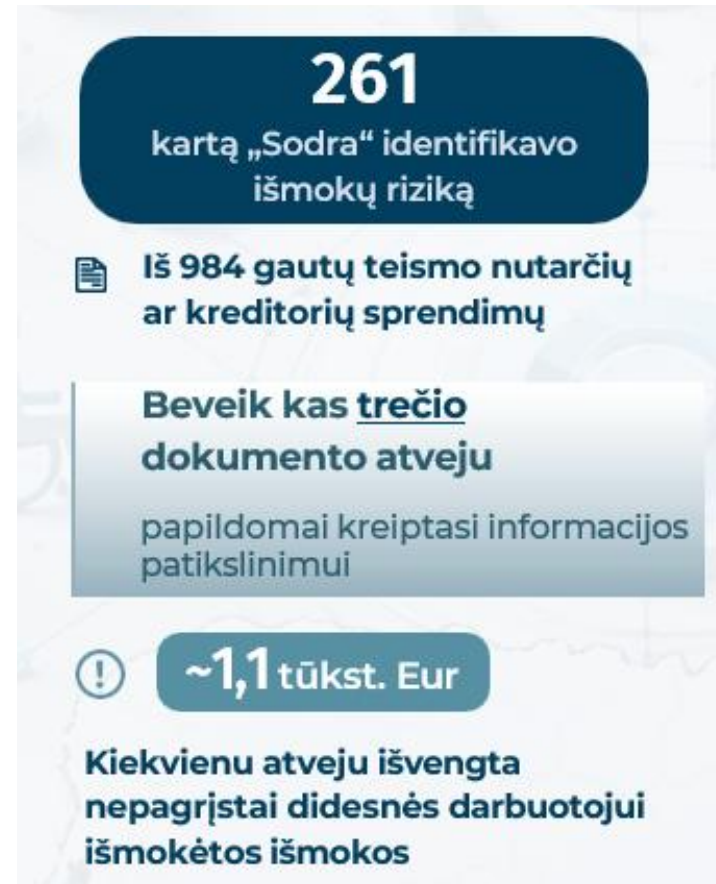 261
kartą „Sodra“ identifikavo
išmokų riziką
Iš 984 gautų teismo nutarčių
ar kreditorių sprendimų
Beveik kas trečio
dokumento atveju
papildomai kreiptasi informacijos
patikslinimui
~1,1 tūkst. Eur
Kiekvienu atveju išvengta
nepagrįstai didesnės darbuotojui
išmokėtos išmokos